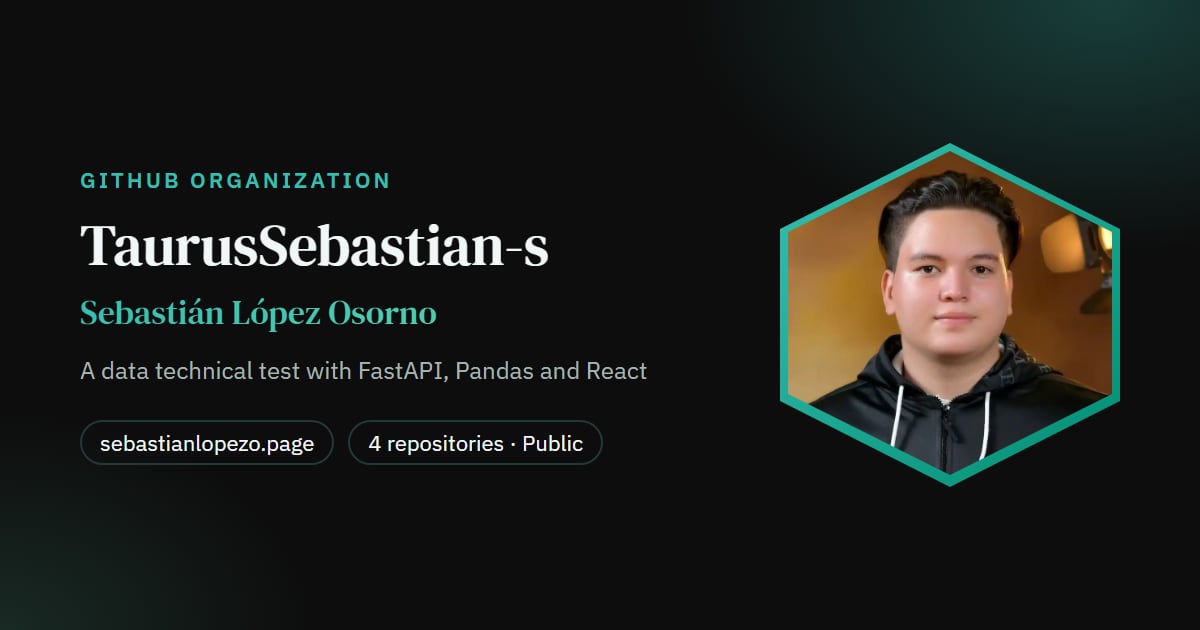 GITHUB ORGANIZATION
TaurusSebastian-s
Sebastián López Osorno
A data technical test with FastAPI, Pandas and React
sebastianlopezo.page
4 repositories · Public